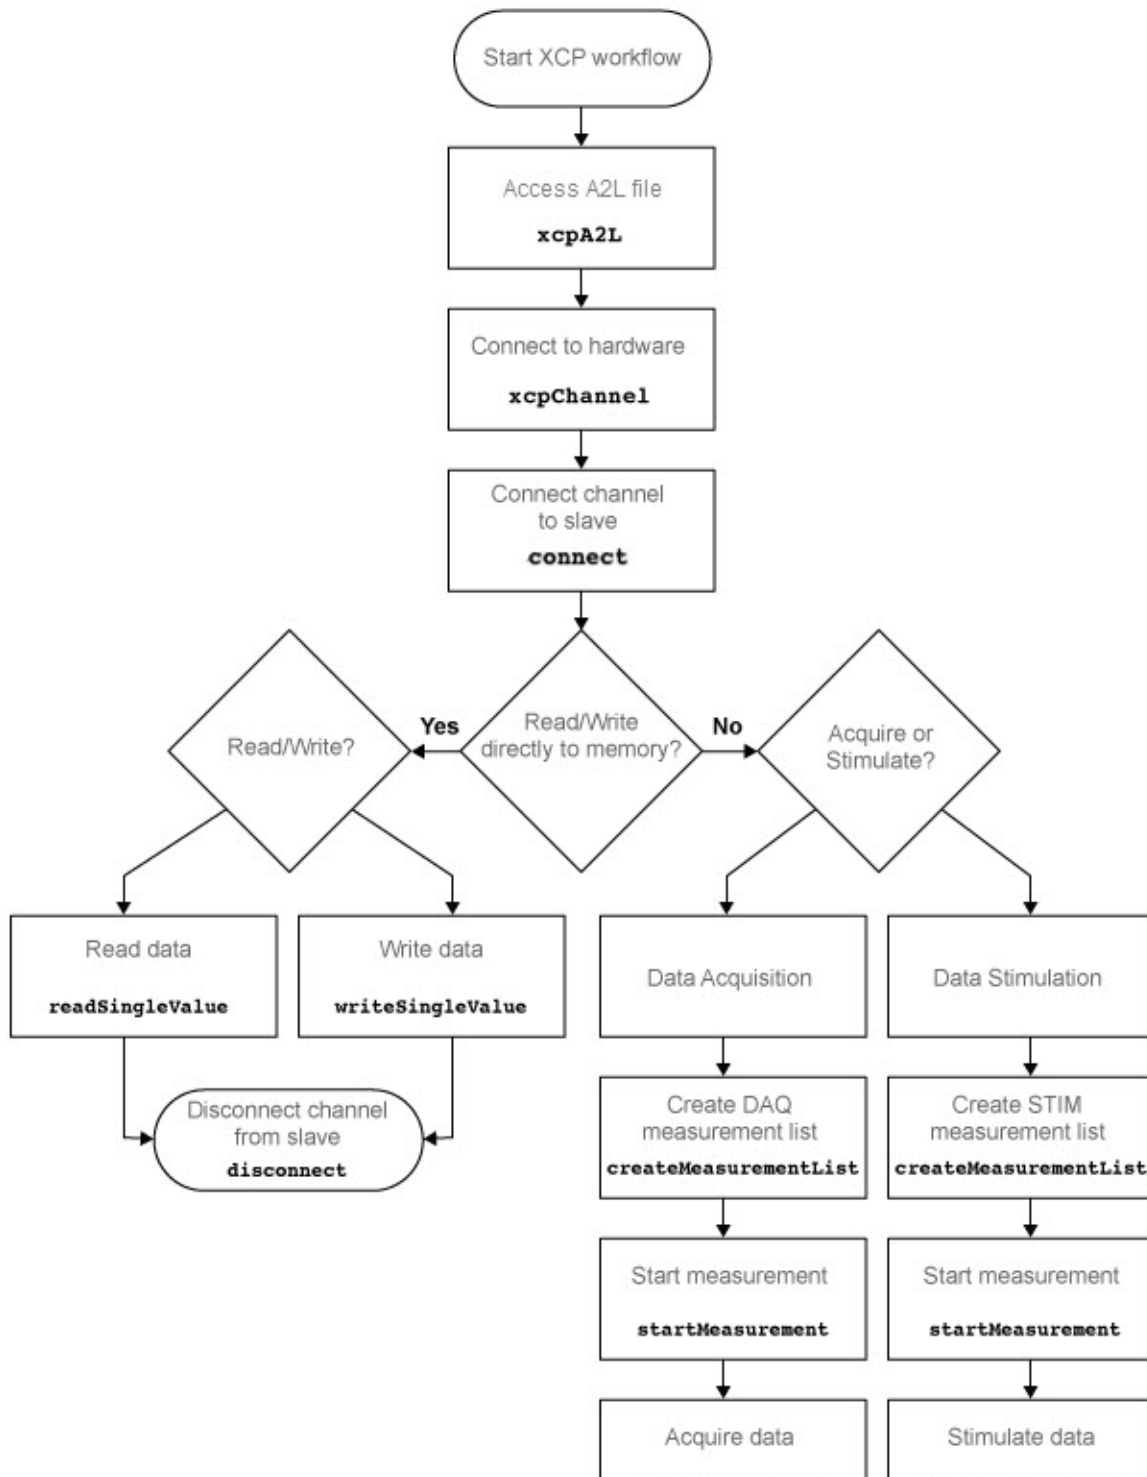 Start XCP workflow
Access A2L file
xcpA2L
Connect to hardware
xcpChannel
Connect channel
to slave
connect
Read/Write?
Yes
Read/Write
directly to memory?
No
Acquire or
Stimulate?
Read data
readSingleValue
Write data
writeSingleValue
Data Acquisition
Data Stimulation
Disconnect channel
from slave
disconnect
Create DAQ
measurement list
createMeasurementList
Create STIM
measurement list
createMeasurementList
Start measurement
startMeasurement
Start measurement
startMeasurement
Acquire data
Stimulate data